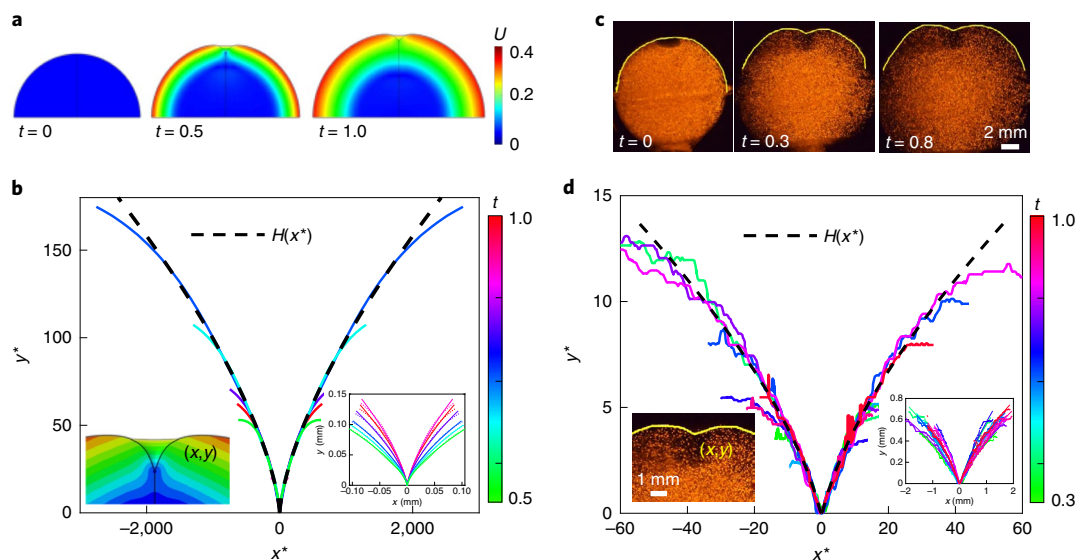 a
U
0.4
0.2
0
t = 0
t = 0.5
t = 1.0
b
t
1.0
0.5
H(x*)
y*
150
100
50
0
−2,000
0
2,000
x*
(x,y)
y (mm)
0.15
0.10
0.05
0
−0.10
−0.05
0
0.05
0.10
x (mm)
c
t = 0
t = 0.3
t = 0.8
2 mm
d
t
1.0
0.3
H(x*)
y*
15
10
5
0
−60
−40
−20
0
20
40
60
x*
(x,y)
1 mm
y (mm)
0.8
0.6
0.4
0.2
0
−2
−1
0
1
2
x (mm)